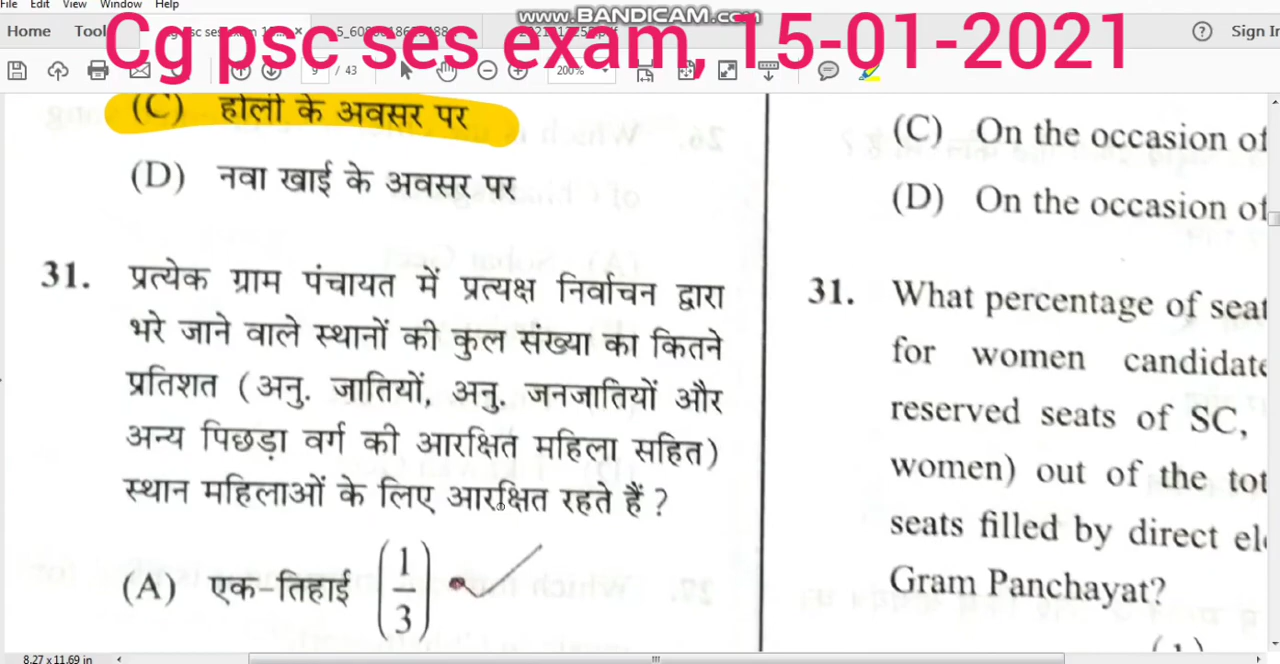 www.BANDICAM.com
File Edit View Window Help
Cg psc ses exam, 15-01-2021
Home Tool
Sign In
9 / 43
200%
(C) होली के अवसर पर
(D) नवा खाई के अवसर पर
31. प्रत्येक ग्राम पंचायत में प्रत्यक्ष निर्वाचन द्वारा
भरे जाने वाले स्थानों की कुल संख्या का कितने
प्रतिशत (अनु. जातियों, अनु. जनजातियों और
अन्य पिछड़ा वर्ग की आरक्षित महिला सहित)
स्थान महिलाओं के लिए आरक्षित रहते हैं ?
(A) एक-तिहाई (1/3)
(C) On the occasion of
(D) On the occasion of
31. What percentage of seat
for women candidate
reserved seats of SC,
women) out of the tot
seats filled by direct ele
Gram Panchayat?
8.27 x 11.69 in